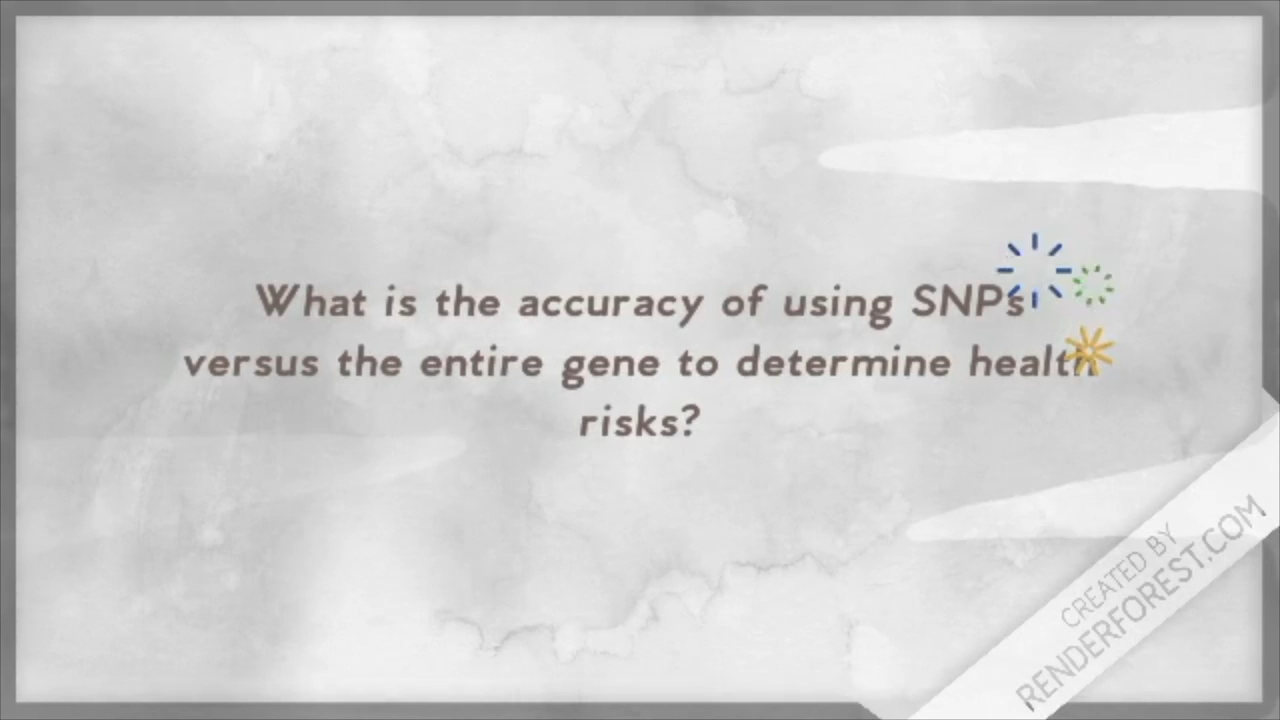 What is the accuracy of using SNPs
versus the entire gene to determine health
risks?
CREATED BY
RENDERFOREST.COM